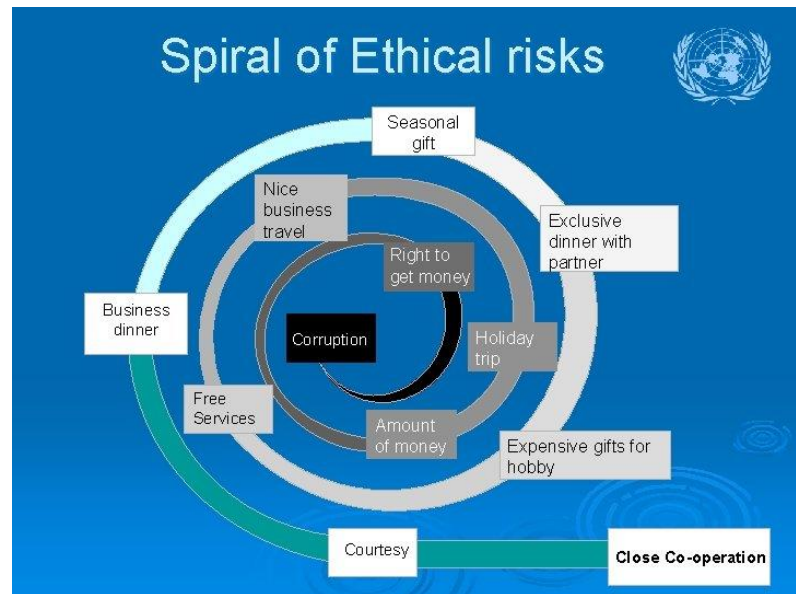 Spiral of Ethical risks
Seasonal
gift
Nice
business
travel
Exclusive
dinner with
partner
Right to
get money
Business
dinner
Corruption
Holiday
trip
Free
Services
Amount
of money
Expensive gifts for
hobby
Courtesy
Close Co-operation